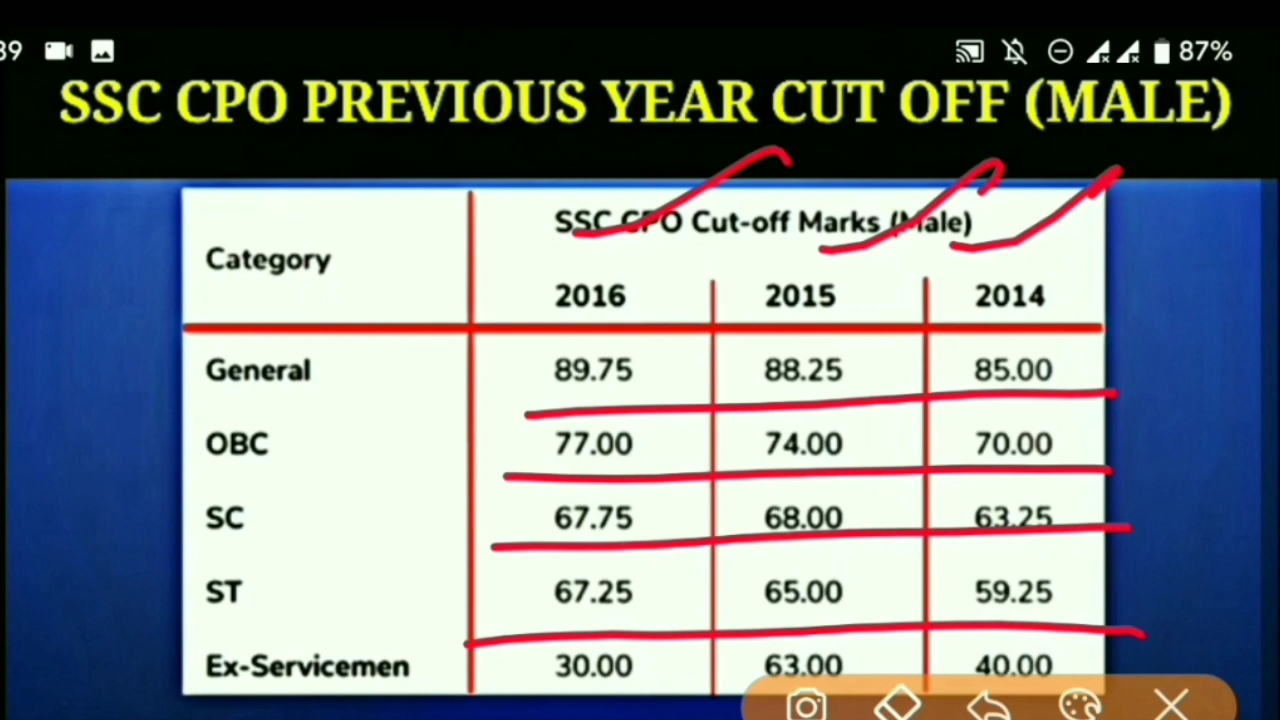 39 87%
SSC CPO PREVIOUS YEAR CUT OFF (MALE)
SSC CPO Cut-off Marks (Male)
Category
2016 2015 2014
General 89.75 88.25 85.00
OBC 77.00 74.00 70.00
SC 67.75 68.00 63.25
ST 67.25 65.00 59.25
Ex-Servicemen 30.00 63.00 40.00